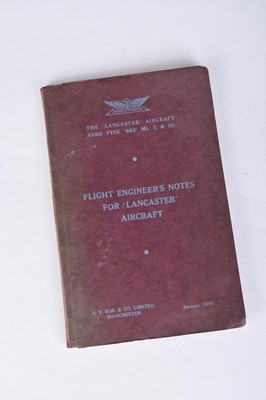 THE 'LANCASTER' AIRCRAFT
AVRO TYPE '683' Mk. I. & III.
FLIGHT ENGINEER'S NOTES
FOR 'LANCASTER'
AIRCRAFT
A. V. ROE & CO. LIMITED,
MANCHESTER.